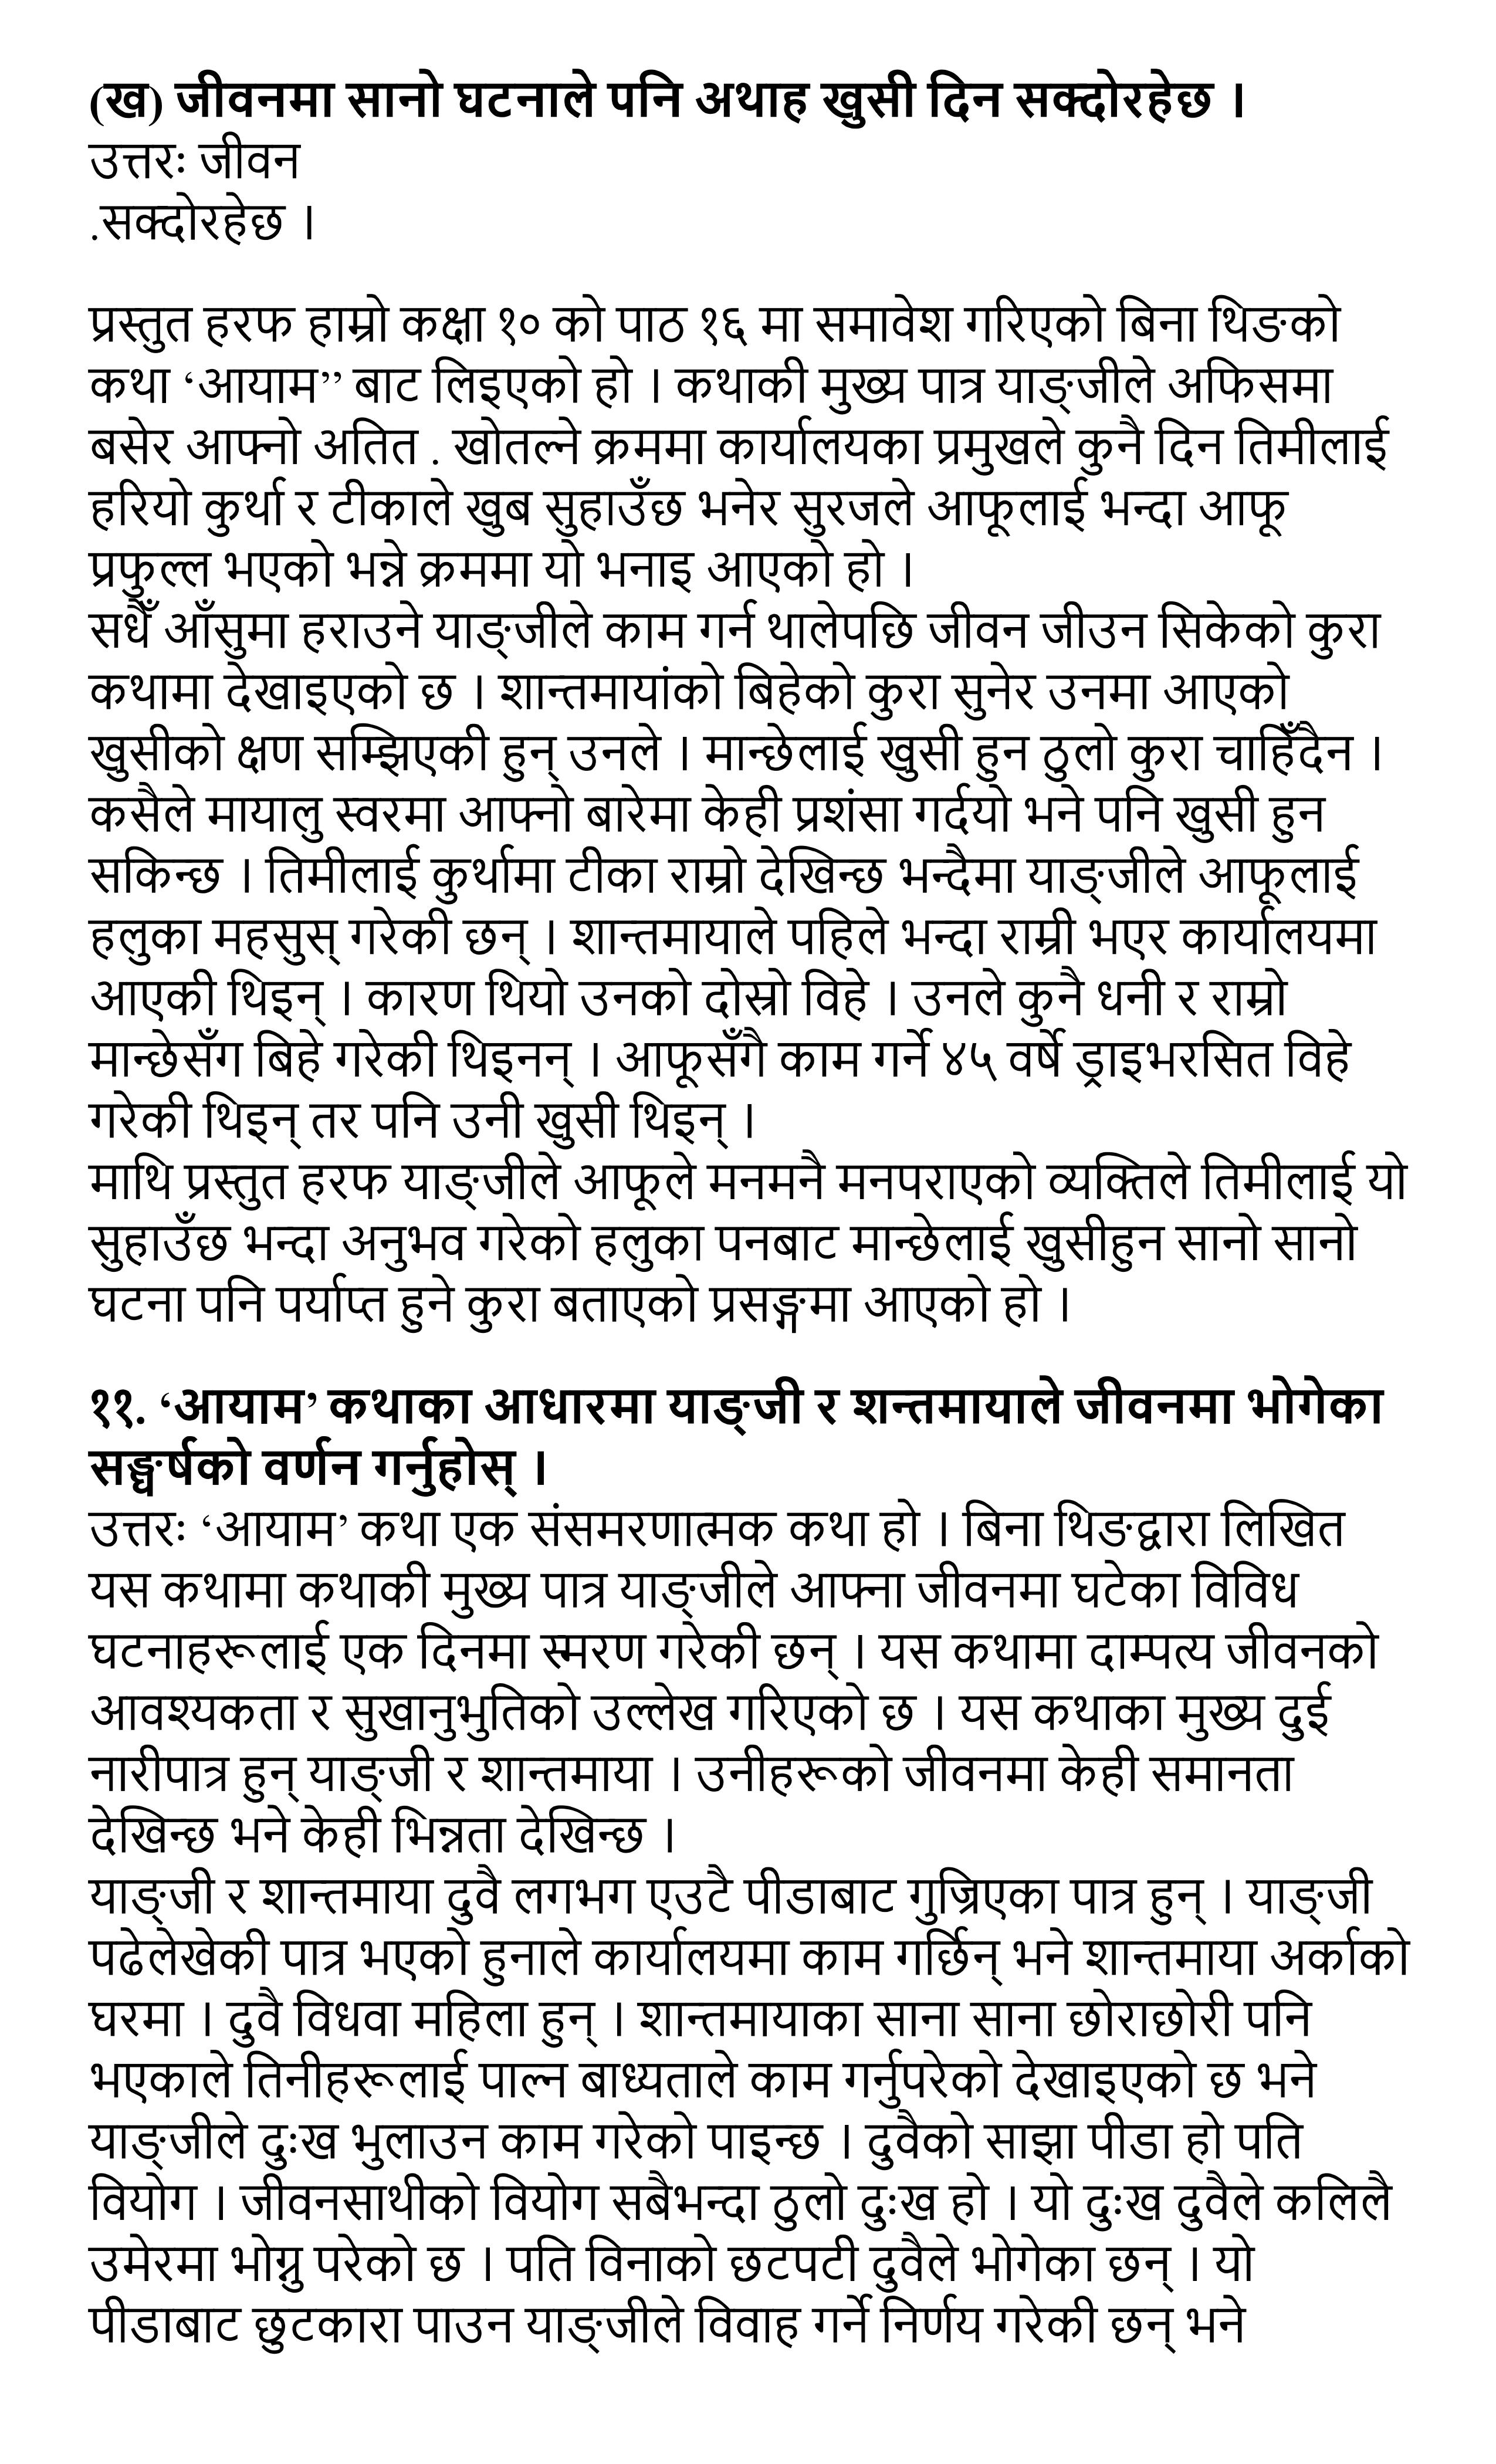 (ख) जीवनमा सानो घटनाले पनि अथाह खुसी दिन सक्दोरहेछ ।
उत्तरः जीवन
.सक्दोरहेछ ।
प्रस्तुत हरफ हाम्रो कक्षा १० को पाठ १६ मा समावेश गरिएको बिना थिङको
कथा ‘आयाम’’ बाट लिइएको हो । कथाकी मुख्य पात्र याङ्‌जीले अफिसमा
बसेर आफ्नो अतित . खोतल्ने क्रममा कार्यालयका प्रमुखले कुनै दिन तिमीलाई
हरियो कुर्था र टीकाले खुब सुहाउँछ भनेर सुरजले आफूलाई भन्दा आफू
प्रफुल्ल भएको भन्ने क्रममा यो भनाइ आएको हो ।
सधैँ आँसुमा हराउने याङ्‌जीले काम गर्न थालेपछि जीवन जीउन सिकेको कुरा
कथामा देखाइएको छ । शान्तमायांको बिहेको कुरा सुनेर उनमा आएको
खुसीको क्षण सम्झिएकी हुन् उनले । मान्छेलाई खुसी हुन ठुलो कुरा चाहिँदैन ।
कसैले मायालु स्वरमा आफ्नो बारेमा केही प्रशंसा गर्दयो भने पनि खुसी हुन
सकिन्छ । तिमीलाई कुर्थामा टीका राम्रो देखिन्छ भन्दैमा याङ्‌जीले आफूलाई
हलुका महसुस् गरेकी छन् । शान्तमायाले पहिले भन्दा राम्री भएर कार्यालयमा
आएकी थिइन् । कारण थियो उनको दोस्रो विहे । उनले कुनै धनी र राम्रो
मान्छेसँग बिहे गरेकी थिइनन् । आफूसँगै काम गर्ने ४५ वर्षे ड्राइभरसित विहे
गरेकी थिइन् तर पनि उनी खुसी थिइन् ।
माथि प्रस्तुत हरफ याङ्‌जीले आफूले मनमनै मनपराएको व्यक्तिले तिमीलाई यो
सुहाउँछ भन्दा अनुभव गरेको हलुका पनबाट मान्छेलाई खुसीहुन सानो सानो
घटना पनि पर्याप्त हुने कुरा बताएको प्रसङ्गमा आएको हो ।
११. ‘आयाम’ कथाका आधारमा याङ्‌जी र शन्तमायाले जीवनमा भोगेका
सङ्घर्षको वर्णन गर्नुहोस् ।
उत्तरः ‘आयाम’ कथा एक संसमरणात्मक कथा हो । बिना थिङद्वारा लिखित
यस कथामा कथाकी मुख्य पात्र याङ्‌जीले आफ्ना जीवनमा घटेका विविध
घटनाहरूलाई एक दिनमा स्मरण गरेकी छन् । यस कथामा दाम्पत्य जीवनको
आवश्यकता र सुखानुभुतिको उल्लेख गरिएको छ । यस कथाका मुख्य दुई
नारीपात्र हुन् याङ्‌जी र शान्तमाया । उनीहरूको जीवनमा केही समानता
देखिन्छ भने केही भिन्नता देखिन्छ ।
याङ्‌जी र शान्तमाया दुवै लगभग एउटै पीडाबाट गुज्रिएका पात्र हुन् । याङ्‌जी
पढेलेखेकी पात्र भएको हुनाले कार्यालयमा काम गर्छिन् भने शान्तमाया अर्काको
घरमा । दुवै विधवा महिला हुन् । शान्तमायाका साना साना छोराछोरी पनि
भएकाले तिनीहरूलाई पाल्न बाध्यताले काम गर्नुपरेको देखाइएको छ भने
याङ्‌जीले दुःख भुलाउन काम गरेको पाइन्छ । दुवैको साझा पीडा हो पति
वियोग । जीवनसाथीको वियोग सबैभन्दा ठुलो दुःख हो । यो दुःख दुवैले कलिलै
उमेरमा भोग्नु परेको छ । पति विनाको छटपटी दुवैले भोगेका छन् । यो
पीडाबाट छुटकारा पाउन याङ्‌जीले विवाह गर्ने निर्णय गरेकी छन् भने